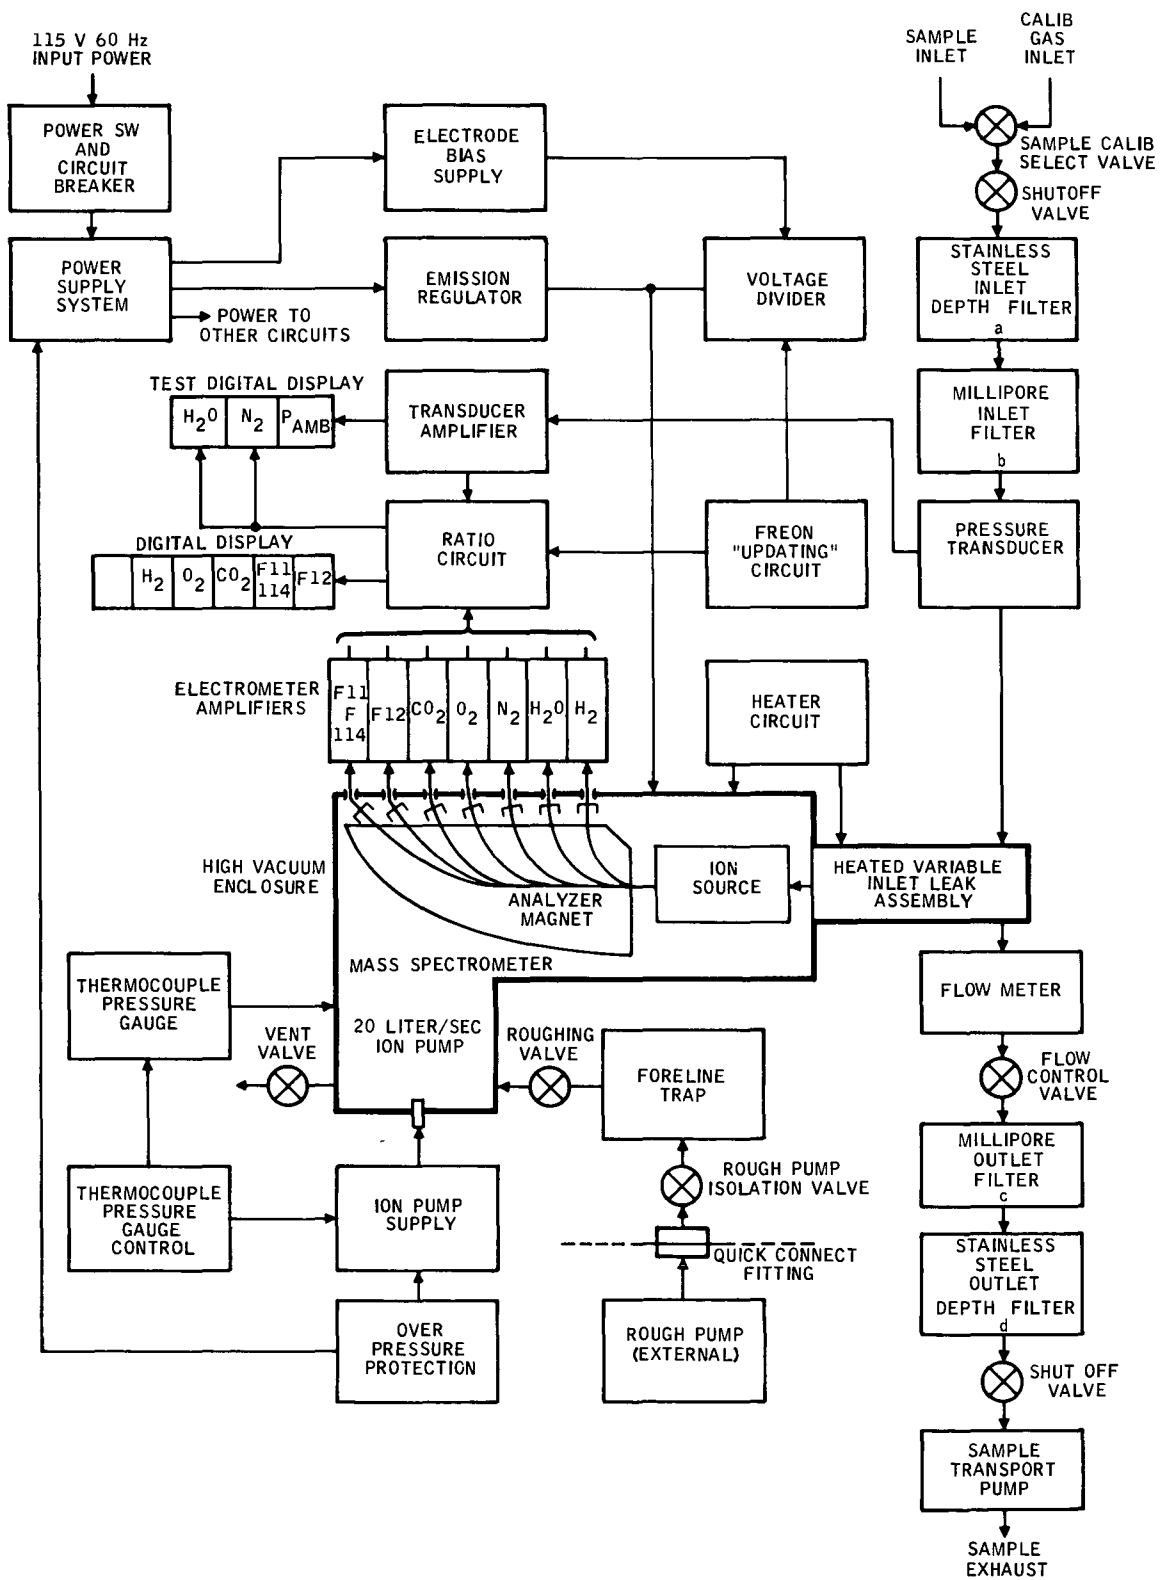 115 V 60 Hz
INPUT POWER
POWER SW
AND
CIRCUIT
BREAKER
POWER
SUPPLY
SYSTEM
POWER TO
OTHER CIRCUITS
ELECTRODE
BIAS
SUPPLY
EMISSION
REGULATOR
VOLTAGE
DIVIDER
SAMPLE
INLET
CALIB
GAS
INLET
SAMPLE CALIB
SELECT VALVE
SHUTOFF
VALVE
STAINLESS
STEEL
INLET
DEPTH FILTER
a
MILLIPORE
INLET
FILTER
b
PRESSURE
TRANSDUCER
TEST DIGITAL DISPLAY
H2O N2 PAMB
TRANSDUCER
AMPLIFIER
DIGITAL DISPLAY
H2 O2 CO2 F11 114 F12
RATIO
CIRCUIT
FREON
"UPDATING"
CIRCUIT
ELECTROMETER
AMPLIFIERS
F11 F 114 F12 CO2 O2 N2 H2O H2
HEATER
CIRCUIT
HIGH VACUUM
ENCLOSURE
ION
SOURCE
ANALYZER
MAGNET
MASS SPECTROMETER
HEATED VARIABLE
INLET LEAK
ASSEMBLY
THERMOCOUPLE
PRESSURE
GAUGE
VENT
VALVE
20 LITER/SEC
ION PUMP
ROUGHING
VALVE
FORELINE
TRAP
FLOW METER
FLOW
CONTROL
VALVE
MILLIPORE
OUTLET
FILTER
c
THERMOCOUPLE
PRESSURE
GAUGE
CONTROL
ION PUMP
SUPPLY
ROUGH PUMP
ISOLATION VALVE
QUICK CONNECT
FITTING
STAINLESS
STEEL
OUTLET
DEPTH FILTER
d
OVER
PRESSURE
PROTECTION
ROUGH PUMP
(EXTERNAL)
SHUT OFF
VALVE
SAMPLE
TRANSPORT
PUMP
SAMPLE
EXHAUST